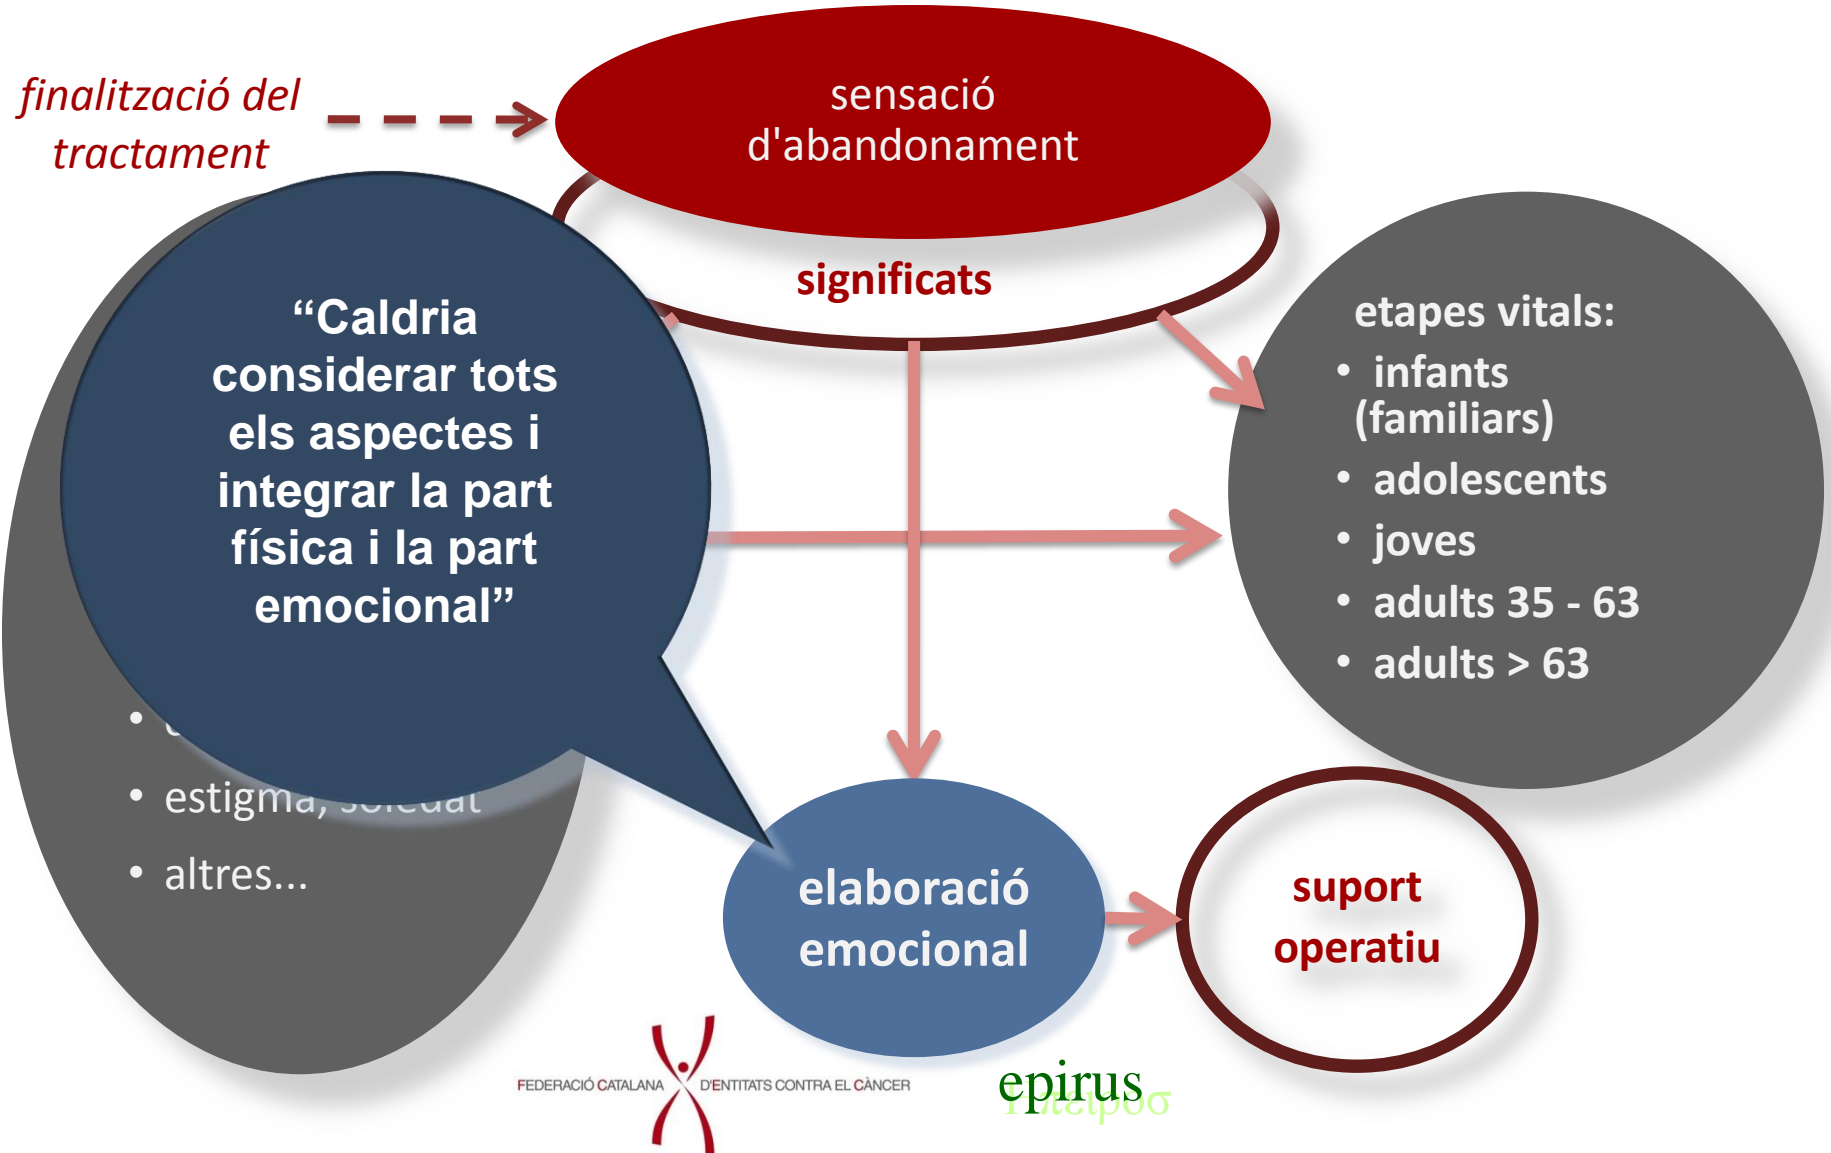 finalització del
tractament
sensació
d'abandonament
significats
“Caldria
considerar tots
els aspectes i
integrar la part
física i la part
emocional”
etapes vitals:
• infants
(familiars)
• adolescents
• joves
• adults 35 - 63
• adults > 63
• estigma, soledat
• altres...
elaboració
emocional
suport
operatiu
FEDERACIÓ CATALANA D'ENTITATS CONTRA EL CÀNCER
epirus